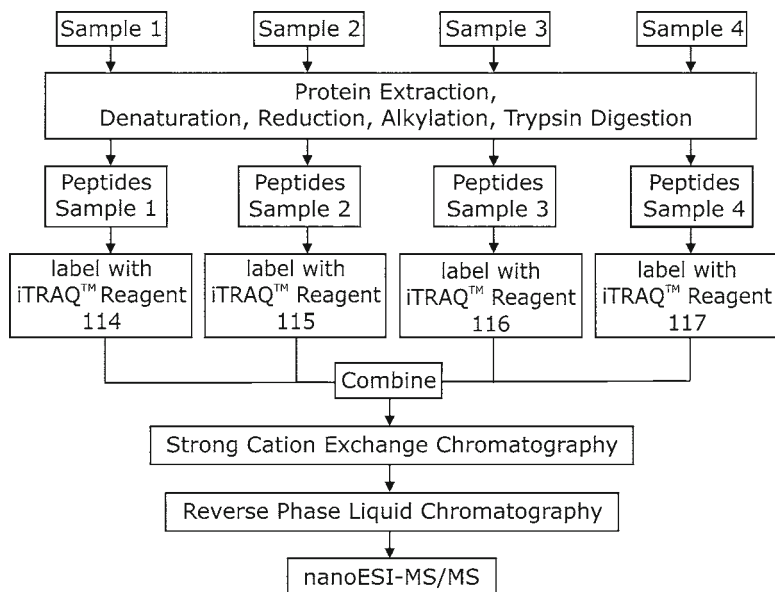 Sample 1
Sample 2
Sample 3
Sample 4
Protein Extraction,
Denaturation, Reduction, Alkylation, Trypsin Digestion
Peptides
Sample 1
Peptides
Sample 2
Peptides
Sample 3
Peptides
Sample 4
label with
iTRAQ™ Reagent
114
label with
iTRAQ™ Reagent
115
label with
iTRAQ™ Reagent
116
label with
iTRAQ™ Reagent
117
Combine
Strong Cation Exchange Chromatography
Reverse Phase Liquid Chromatography
nanoESI-MS/MS